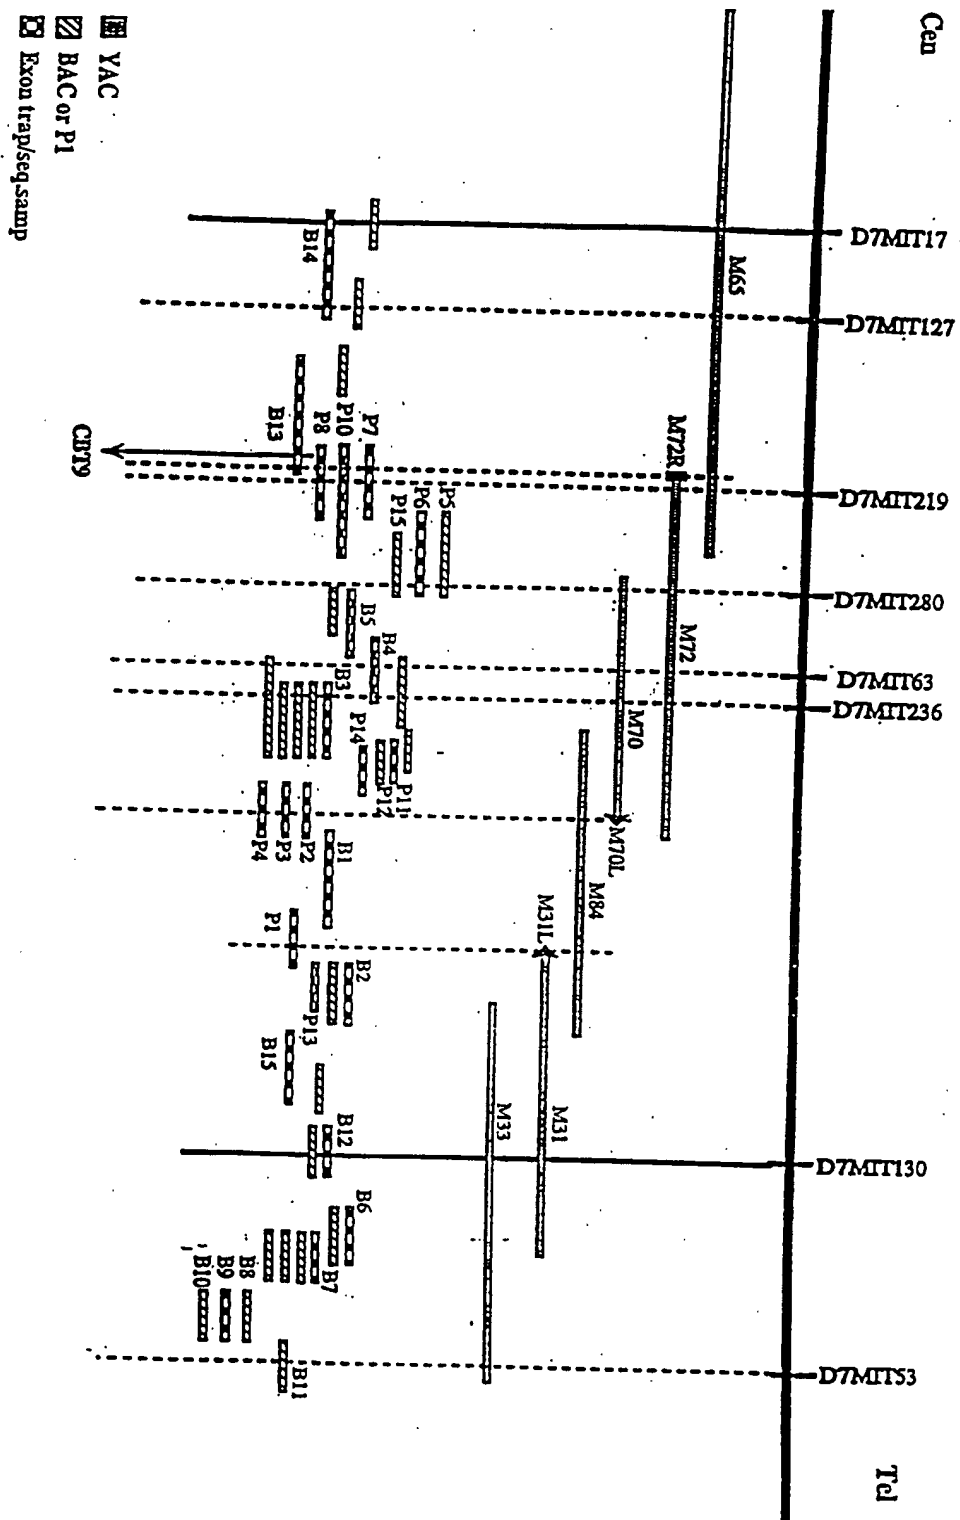 Cen
Tel
D7MIT17
D7MIT127
D7MIT219
D7MIT280
D7MIT63
D7MIT236
D7MIT130
D7MIT53
M65
M72R
M72
M70
M70L
M84
M31L
M31
M33
P5
P6
P15
P7
P10
P8
B14
B13
CBT9
B5
B4
B3
P11
P12
P14
P2
P3
P4
B1
P1
B2
P13
B15
B12
B6
B7
B8
B9
B10
B11
YAC
BAC or P1
Exon trap/seq.samp